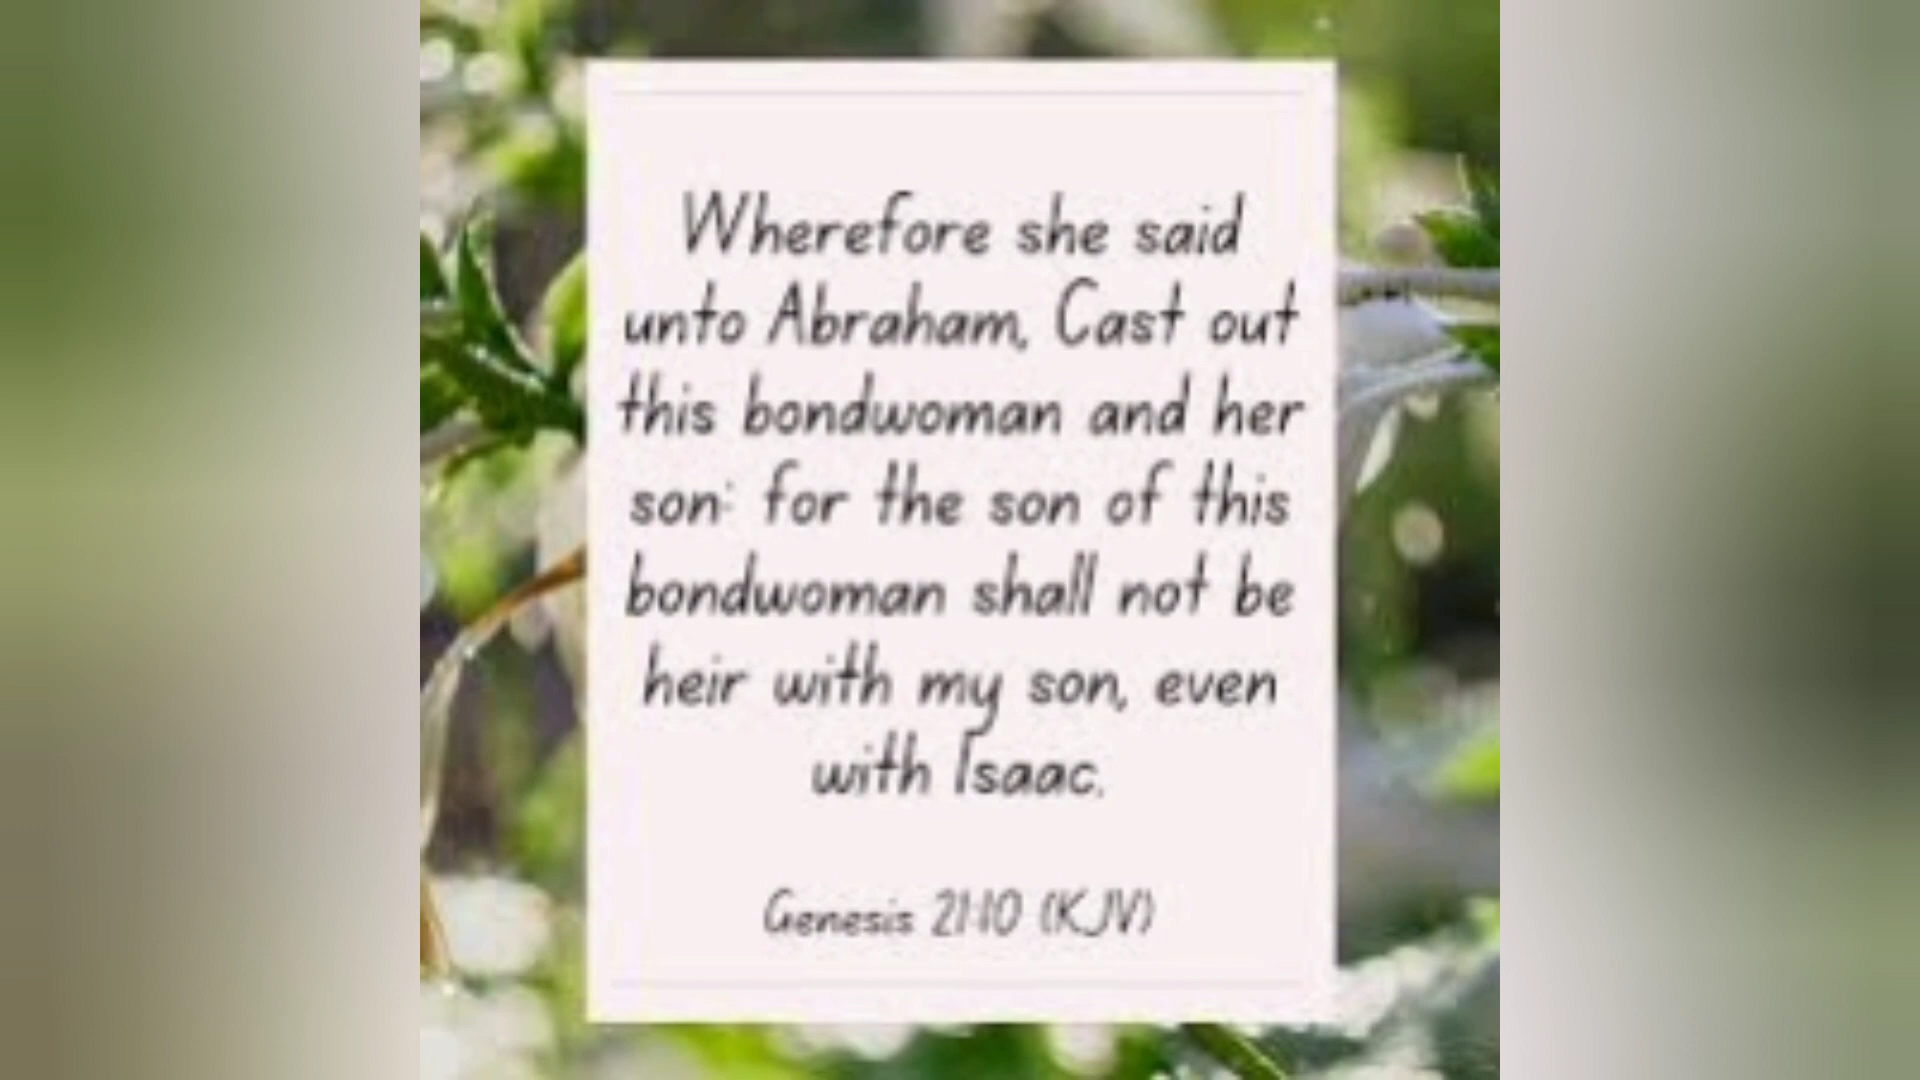 Wherefore she said
unto Abraham, Cast out
this bondwoman and her
son: for the son of this
bondwoman shall not be
heir with my son, even
with Isaac.
Genesis 21:10 (KJV)